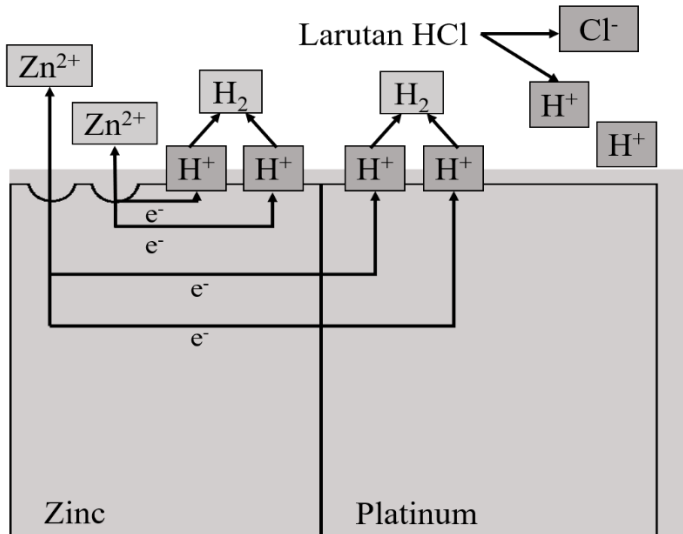 Larutan HCl
Cl⁻
Zn²⁺
H₂
H₂
H⁺
Zn²⁺
H⁺
H⁺
H⁺
H⁺
H⁺
e⁻
e⁻
e⁻
e⁻
Zinc
Platinum